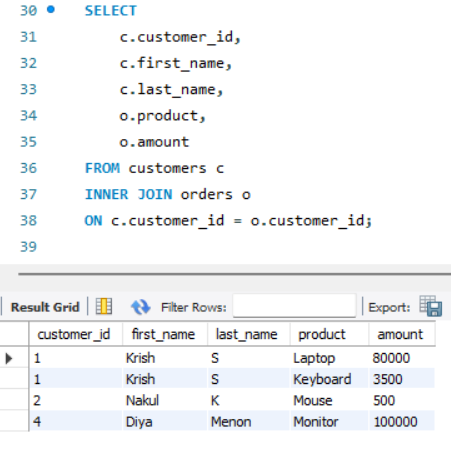 30 SELECT
31 c.customer_id,
32 c.first_name,
33 c.last_name,
34 o.product,
35 o.amount
36 FROM customers c
37 INNER JOIN orders o
38 ON c.customer_id = o.customer_id;
39
Result Grid Filter Rows: Export:
customer_id first_name last_name product amount
1 Krish S Laptop 80000
1 Krish S Keyboard 3500
2 Nakul K Mouse 500
4 Diya Menon Monitor 100000